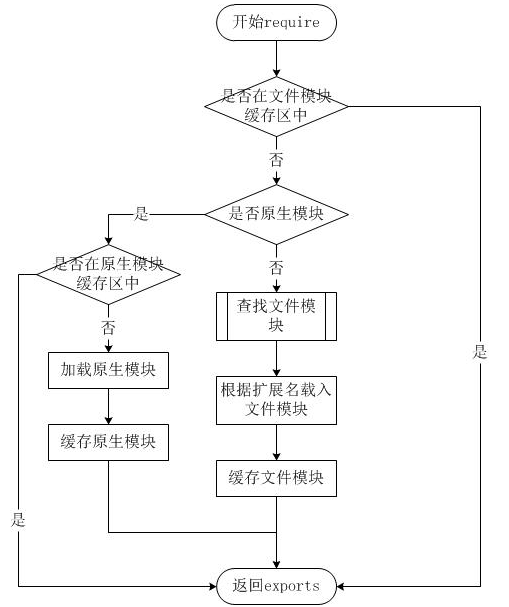 开始require
是否在文件模块
缓存区中
否
是
是否原生模块
是否在原生模块
缓存区中
否
查找文件模
块
是
否
加载原生模块
根据扩展名载入
文件模块
缓存原生模块
缓存文件模块
是
返回exports